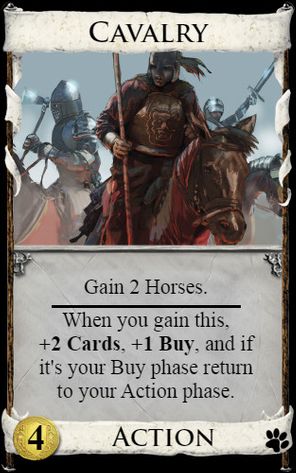 CAVALRY
Gain 2 Horses.
When you gain this,
+2 Cards, +1 Buy, and if
it's your Buy phase return
to your Action phase.
4
ACTION